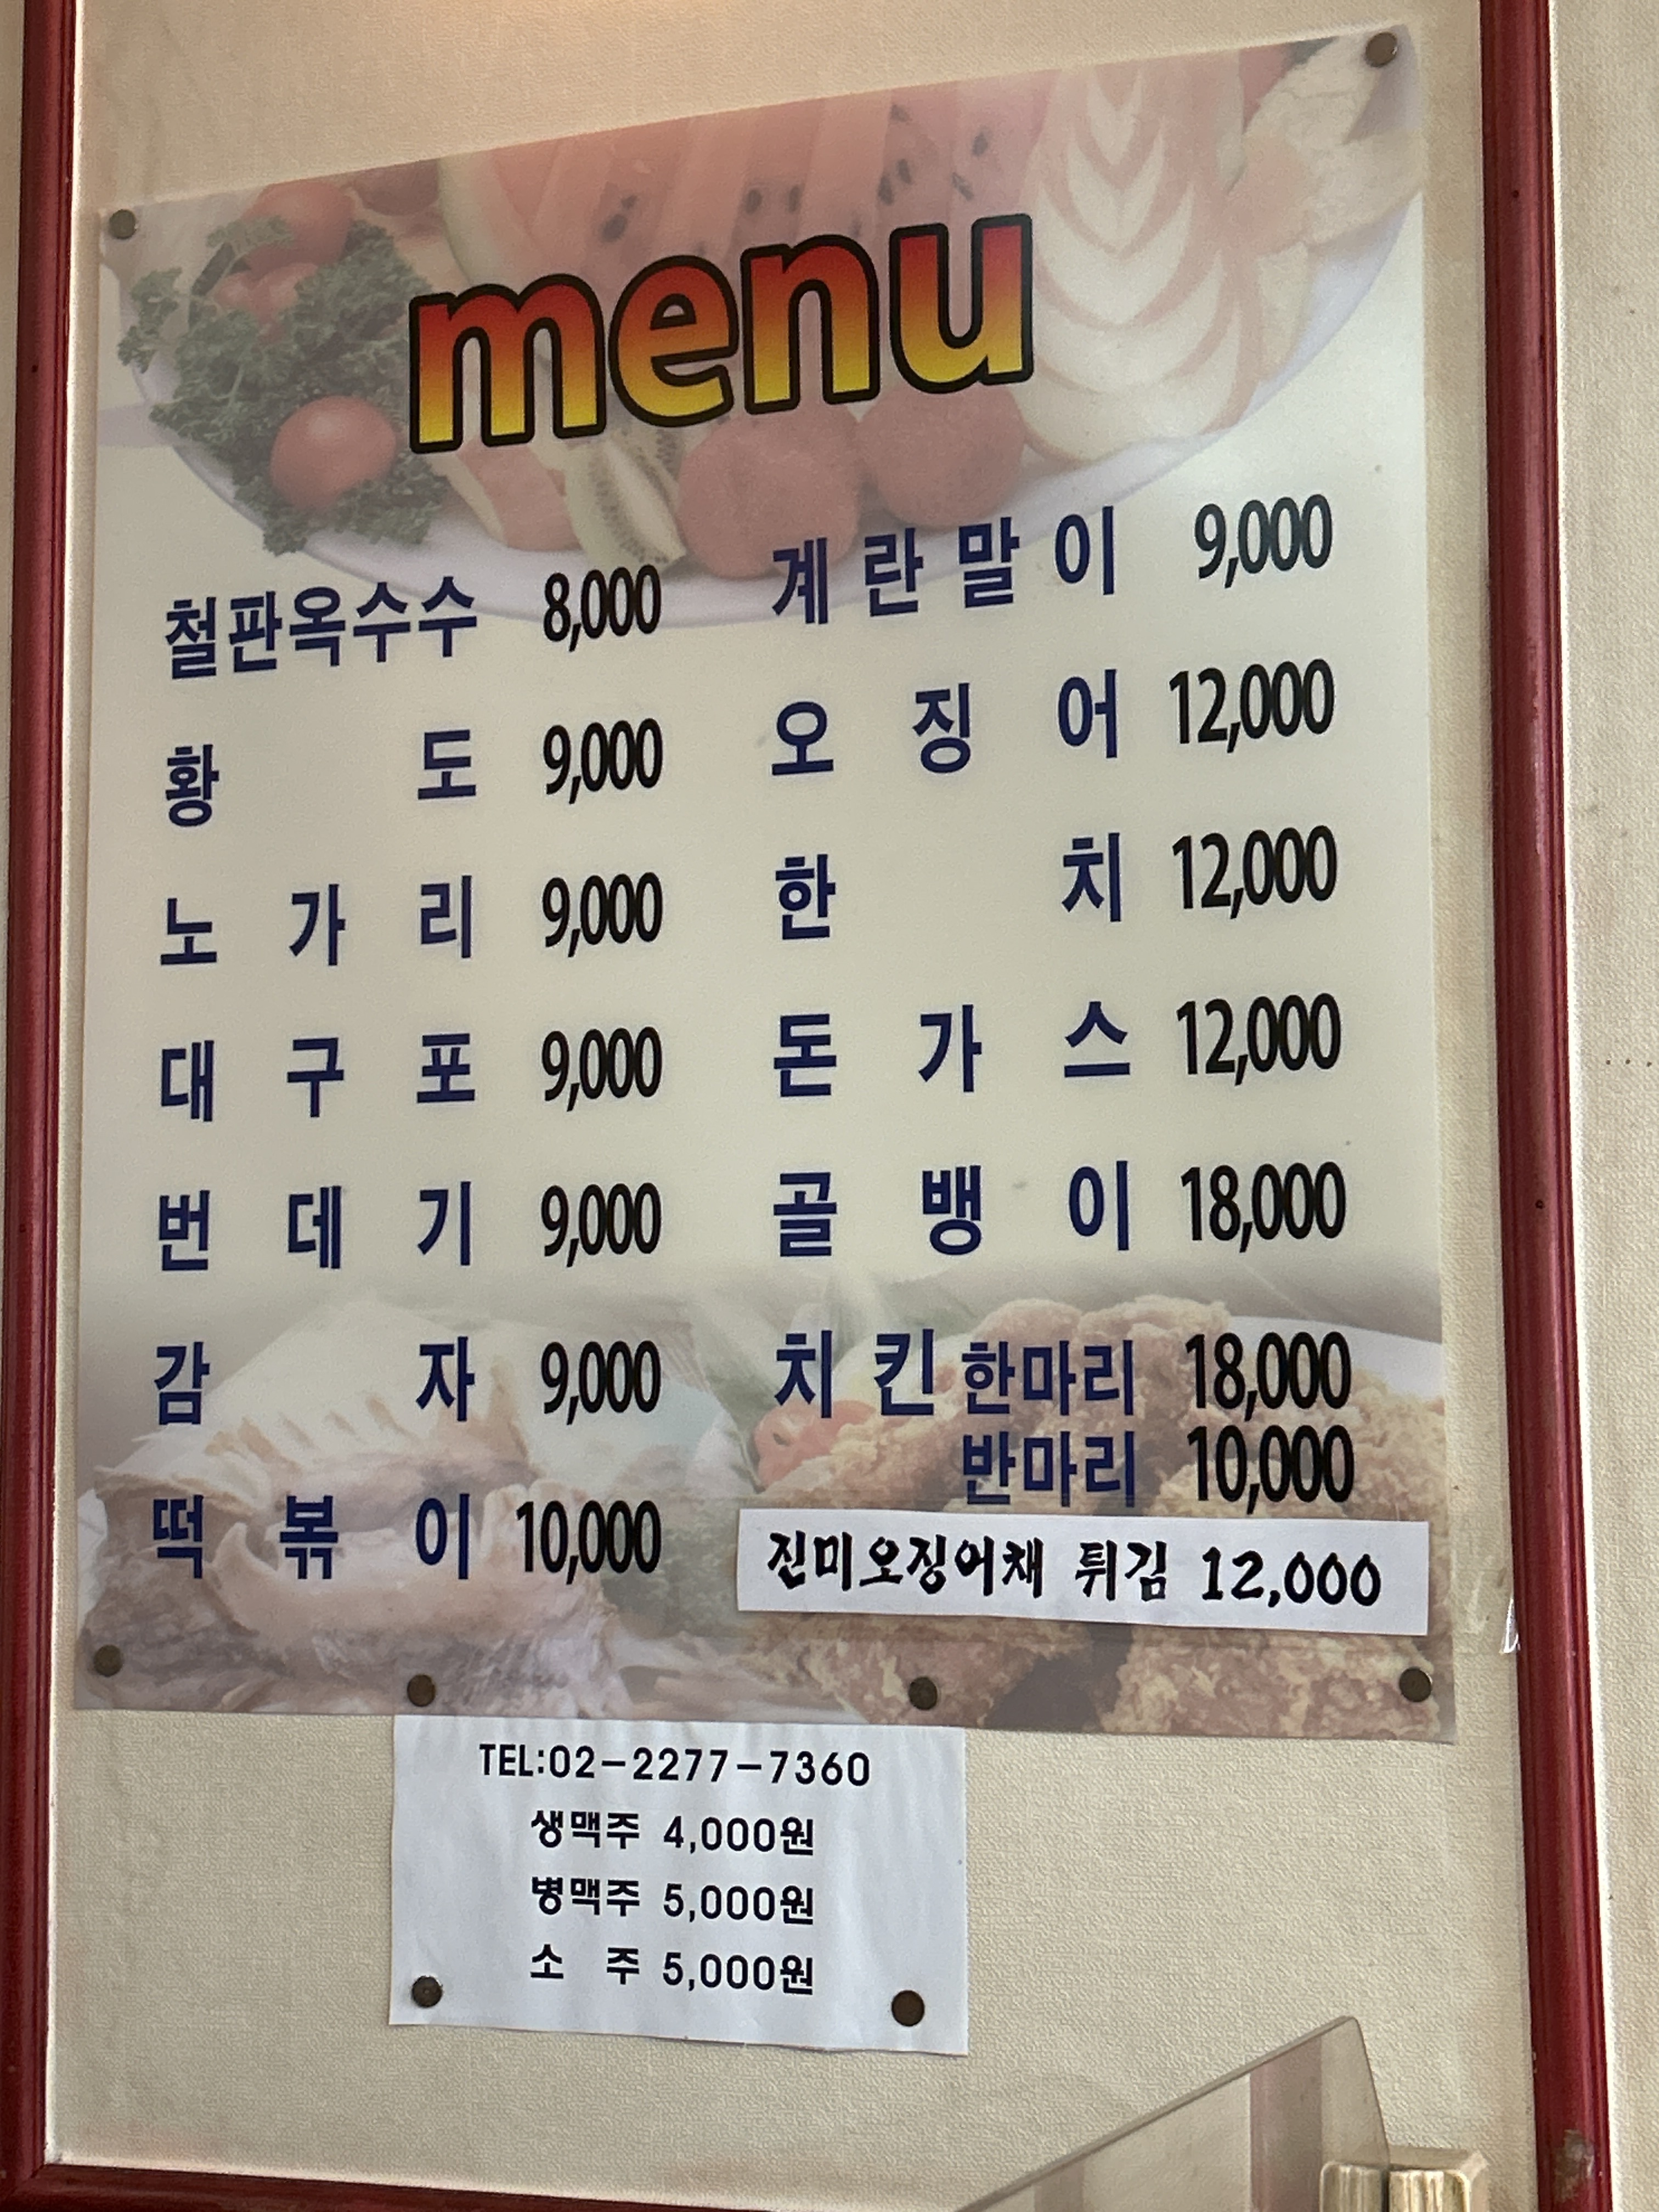 menu
철판옥수수 8,000
황도 9,000
노가리 9,000
대구포 9,000
번데기 9,000
감자 9,000
떡볶이 10,000
계란말이 9,000
오징어 12,000
한치 12,000
돈가스 12,000
골뱅이 18,000
치킨 한마리 18,000
반마리 10,000
진미오징어채 튀김 12,000
TEL:02-2277-7360
생맥주 4,000원
병맥주 5,000원
소주 5,000원